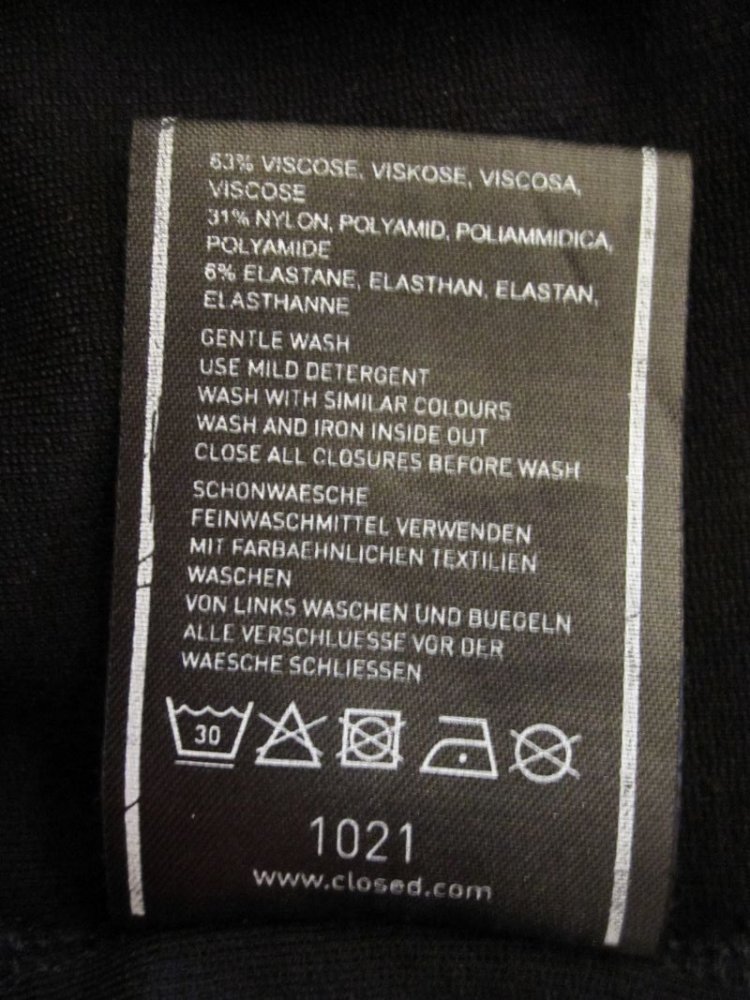 63% VISCOSE, VISKOSE, VISCOSA,
VISCOSE
31% NYLON, POLYAMID, POLIAMMIDICA,
POLYAMIDE
6% ELASTANE, ELASTHAN, ELASTAN,
ELASTHANNE
GENTLE WASH
USE MILD DETERGENT
WASH WITH SIMILAR COLOURS
WASH AND IRON INSIDE OUT
CLOSE ALL CLOSURES BEFORE WASH
SCHONWAESCHE
FEINWASCHMITTEL VERWENDEN
MIT FARBAEHNLICHEN TEXTILIEN
WASCHEN
VON LINKS WASCHEN UND BUEGELN
ALLE VERSCHLUESSE VOR DER
WAESCHE SCHLIESSEN
30
1021
www.closed.com